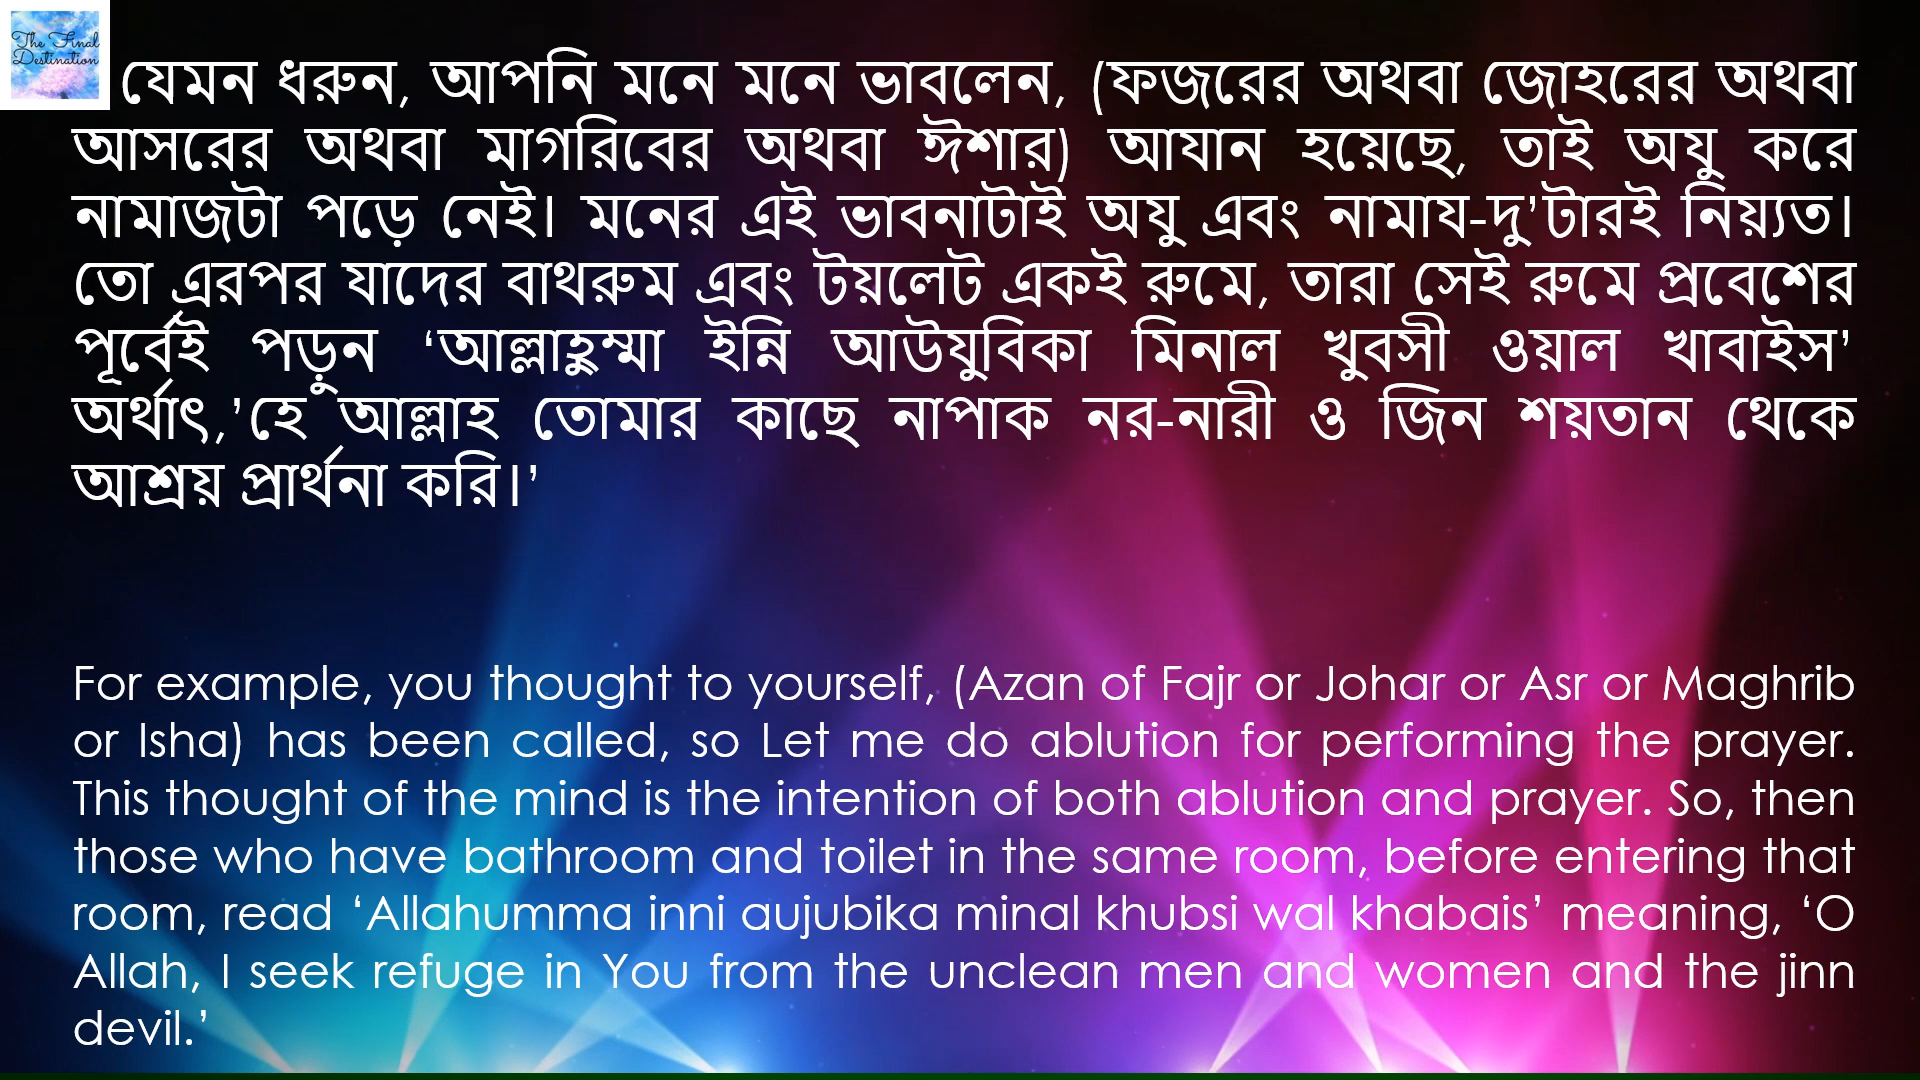 The Final
Destination
যেমন ধরুন, আপনি মনে মনে ভাবলেন, (ফজরের অথবা জোহরের অথবা
আসরের অথবা মাগরিবের অথবা ঈশার) আযান হয়েছে, তাই অযু করে
নামাজটা পড়ে নেই। মনের এই ভাবনাটাই অযু এবং নামায-দু’টারই নিয়্যত।
তো এরপর যাদের বাথরুম এবং টয়লেট একই রুমে, তারা সেই রুমে প্রবেশের
পূর্বেই পড়ুন ‘আল্লাহুম্মা ইন্নি আউযুবিকা মিনাল খুবসী ওয়াল খাবাইস’
অর্থাৎ,’হে আল্লাহ তোমার কাছে নাপাক নর-নারী ও জিন শয়তান থেকে
আশ্রয় প্রার্থনা করি।’
For example, you thought to yourself, (Azan of Fajr or Johar or Asr or Maghrib
or Isha) has been called, so Let me do ablution for performing the prayer.
This thought of the mind is the intention of both ablution and prayer. So, then
those who have bathroom and toilet in the same room, before entering that
room, read ‘Allahumma inni aujubika minal khubsi wal khabais’ meaning, ‘O
Allah, I seek refuge in You from the unclean men and women and the jinn
devil.’